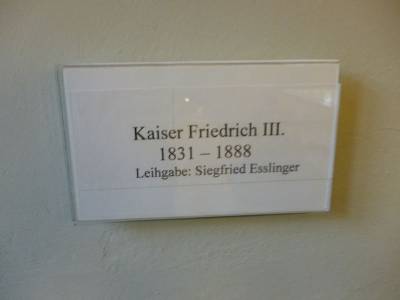 Kaiser Friedrich III.
1831 – 1888
Leihgabe: Siegfried Esslinger